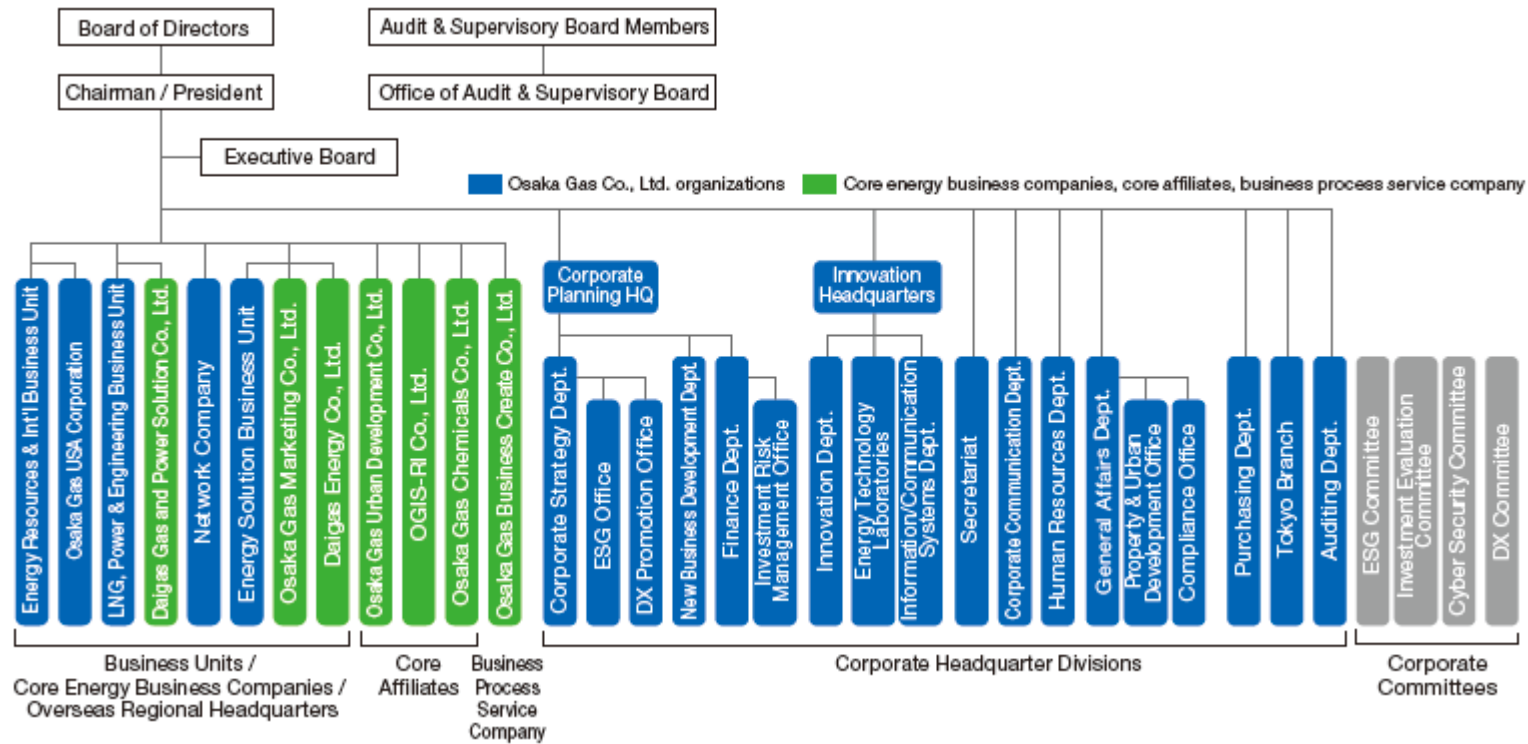 Board of Directors
Audit & Supervisory Board Members
Chairman / President
Office of Audit & Supervisory Board
Executive Board
Osaka Gas Co., Ltd. organizations
Core energy business companies, core affiliates, business process service company
Corporate
Planning HQ
Innovation
Headquarters
Energy Resources & Int'l Business Unit
Osaka Gas USA Corporation
LNG, Power & Engineering Business Unit
Daigas Gas and Power Solution Co., Ltd.
Network Company
Energy Solution Business Unit
Osaka Gas Marketing Co., Ltd.
Daigas Energy Co., Ltd.
Osaka Gas Urban Development Co., Ltd.
OGIS-RI Co., Ltd.
Osaka Gas Chemicals Co., Ltd.
Osaka Gas Business Create Co., Ltd.
Corporate Strategy Dept.
ESG Office
DX Promotion Office
New Business Development Dept.
Finance Dept.
Investment Risk
Management Office
Innovation Dept.
Energy Technology
Laboratories
Information/Communication
Systems Dept.
Secretariat
Corporate Communication Dept.
Human Resources Dept.
General Affairs Dept.
Property & Urban
Development Office
Compliance Office
Purchasing Dept.
Tokyo Branch
Auditing Dept.
ESG Committee
Investment Evaluation
Committee
Cyber Security Committee
DX Committee
Business Units /
Core Energy Business Companies /
Overseas Regional Headquarters
Core
Affiliates
Business
Process
Service
Company
Corporate Headquarter Divisions
Corporate
Committees